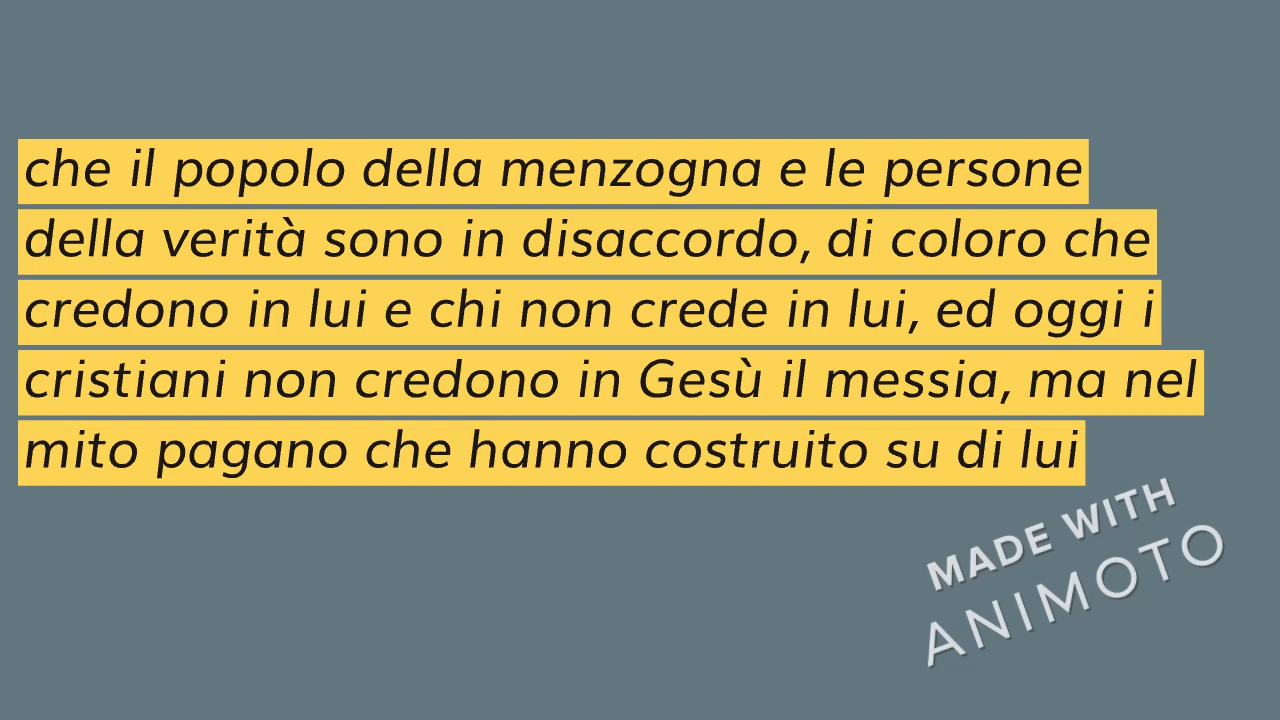 che il popolo della menzogna e le persone
della verità sono in disaccordo, di coloro che
credono in lui e chi non crede in lui, ed oggi i
cristiani non credono in Gesù il messia, ma nel
mito pagano che hanno costruito su di lui
MADE WITH
ANIMOTO